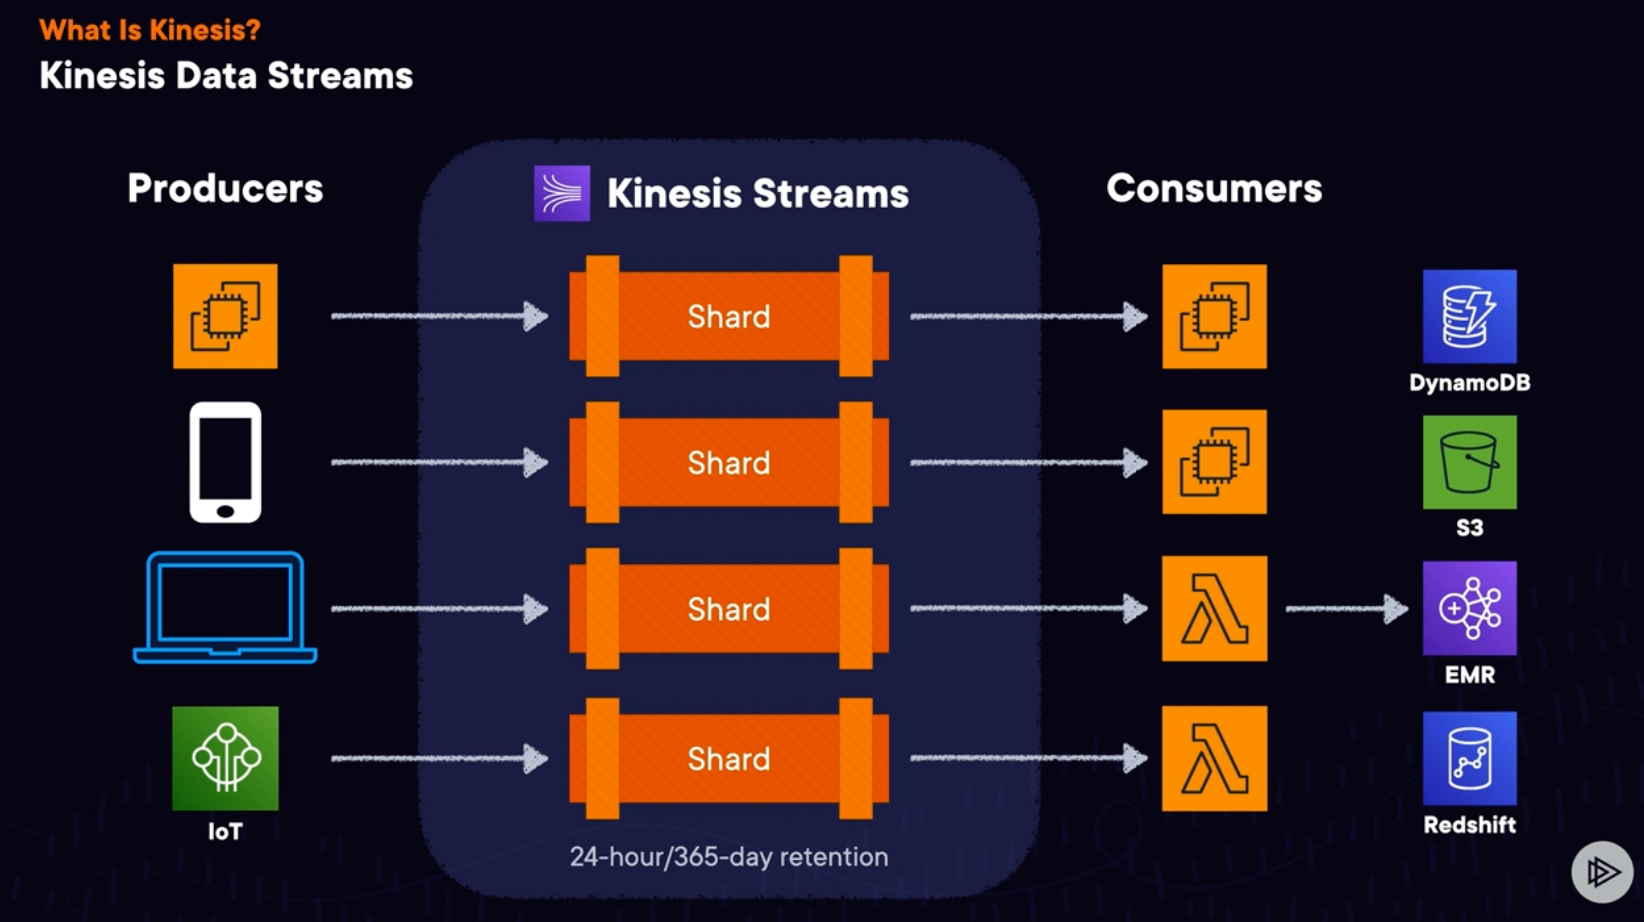 What Is Kinesis?
Kinesis Data Streams
Producers
Kinesis Streams
Consumers
Shard
DynamoDB
Shard
S3
Shard
EMR
Shard
IoT
Redshift
24-hour/365-day retention